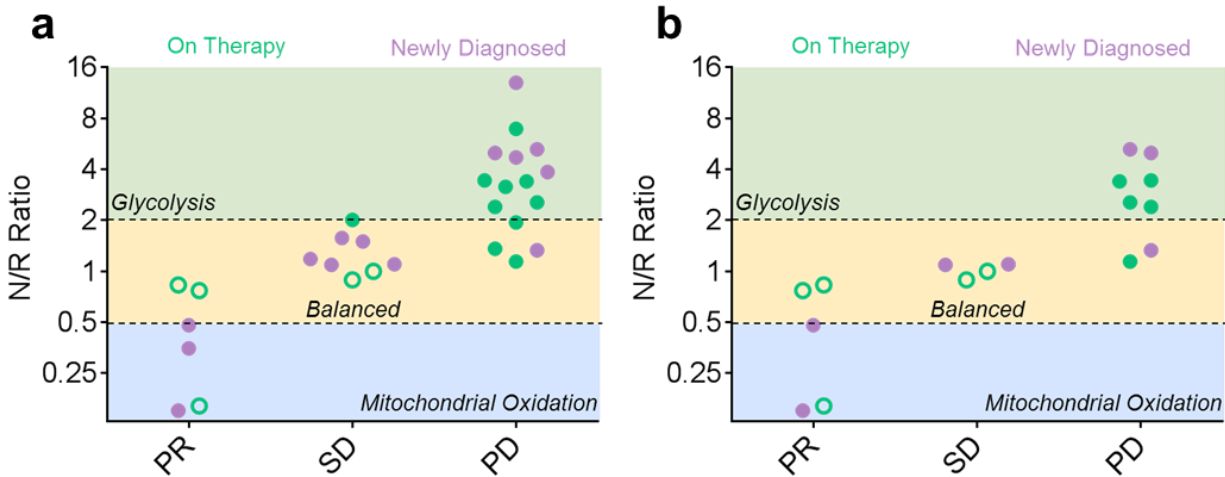 a
On Therapy
Newly Diagnosed
16
8
4
2
1
0.5
0.25
N/R Ratio
Glycolysis
Balanced
Mitochondrial Oxidation
PR
SD
PD
b
On Therapy
Newly Diagnosed
16
8
4
2
1
0.5
0.25
N/R Ratio
Glycolysis
Balanced
Mitochondrial Oxidation
PR
SD
PD